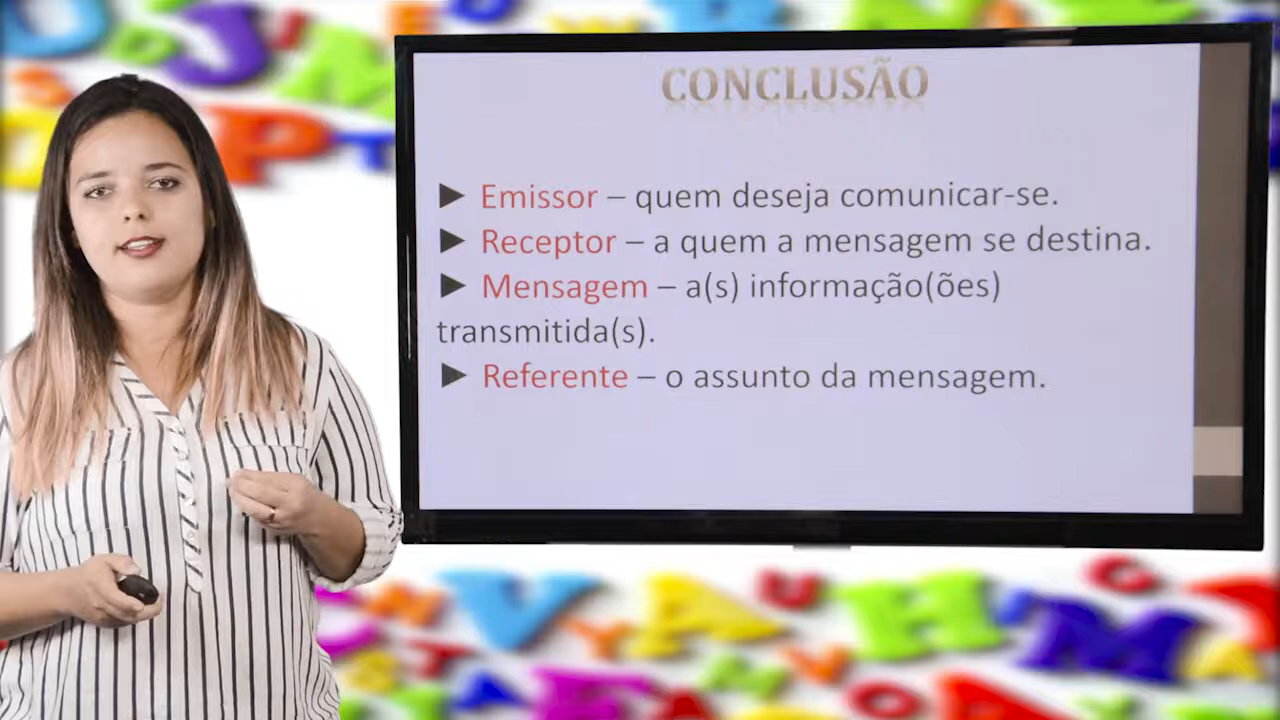 CONCLUSÃO
► Emissor – quem deseja comunicar-se.
► Receptor – a quem a mensagem se destina.
► Mensagem – a(s) informação(ões)
transmitida(s).
► Referente – o assunto da mensagem.